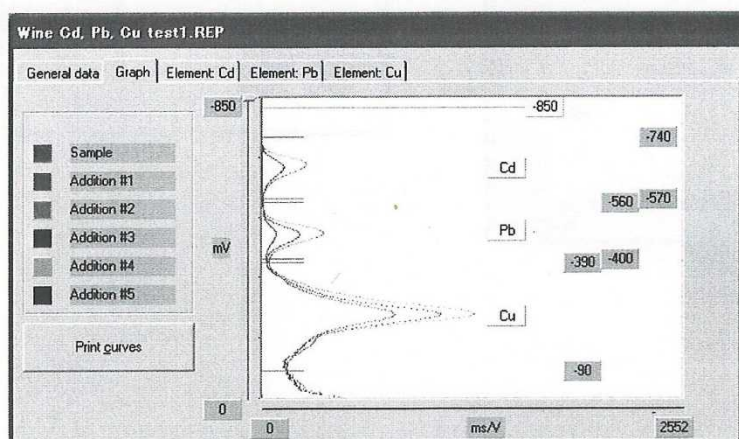 Wine Cd, Pb, Cu test1.REP
General data Graph Element: Cd Element: Pb Element: Cu
-850
-850
-740
Sample
Addition #1
Addition #2
Addition #3
Addition #4
Addition #5
Cd
-560
-570
Pb
mV
-390
-400
Cu
Print curves
-90
0
0
ms/V
2552